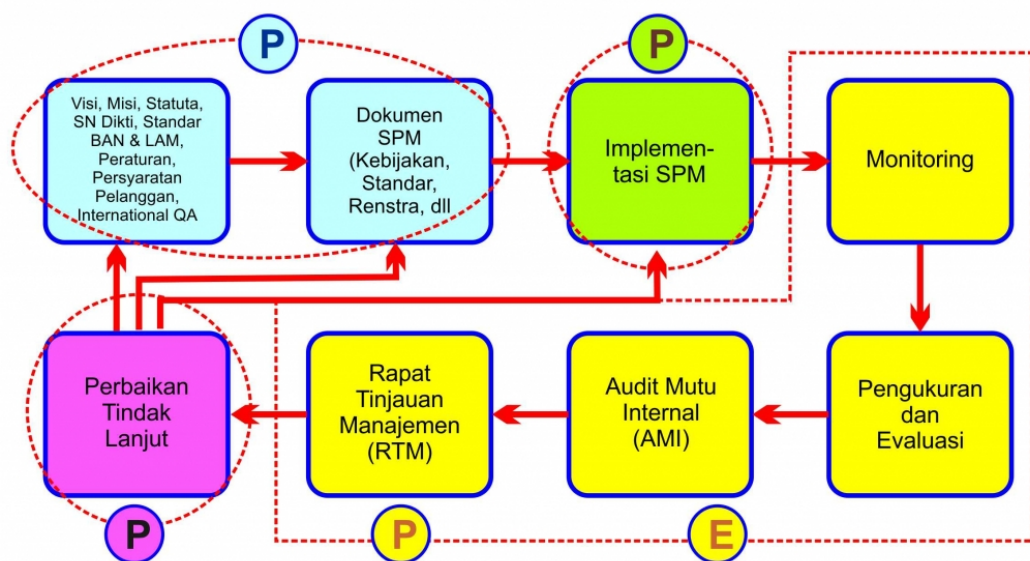 P
P
Visi, Misi, Statuta,
SN Dikti, Standar
BAN & LAM,
Peraturan,
Persyaratan
Pelanggan,
International QA
Dokumen
SPM
(Kebijakan,
Standar,
Renstra, dll
Implemen-
tasi SPM
Monitoring
Perbaikan
Tindak
Lanjut
Rapat
Tinjauan
Manajemen
(RTM)
Audit Mutu
Internal
(AMI)
Pengukuran
dan
Evaluasi
P
P
E